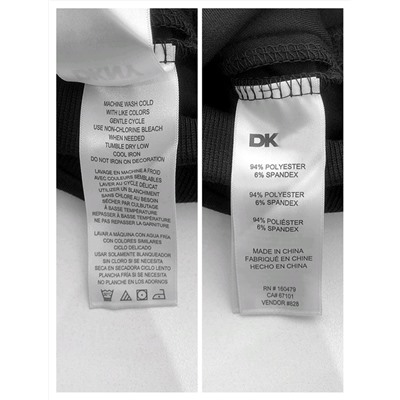 MACHINE WASH COLD
WITH LIKE COLORS
GENTLE CYCLE
USE NON-CHLORINE BLEACH
WHEN NEEDED
TUMBLE DRY LOW
COOL IRON
DO NOT IRON ON DECORATION
LAVAGE EN MACHINE À FROID
AVEC COULEURS SEMBLABLES
LAVER AU CYCLE DÉLICAT
UTILISER UN BLANCHIMENT
SANS CHLORE AU BESOIN
SÉCHER PAR CULBUTAGE
À BASSE TEMPÉRATURE
REPASSER À BASSE TEMPÉRATURE
NE PAS REPASSER LA GARNITURE
LAVAR A MÁQUINA CON AGUA FRÍA
CON COLORES SIMILARES
CICLO DELICADO
USAR SOLAMENTE BLANQUEADOR
SIN CLORO SI SE NECESITA
SECA EN SECADORA CICLO LENTO
PLANCHA FRÍA SI SE NECESITA
NO PLANCHE EN LOS ADORNOS
DK
94% POLYESTER
6% SPANDEX
94% POLYESTER
6% SPANDEX
94% POLIÉSTER
6% SPANDEX
MADE IN CHINA
FABRIQUÉ EN CHINE
HECHO EN CHINA
RN # 160479
CA# 67101
VENDOR #828